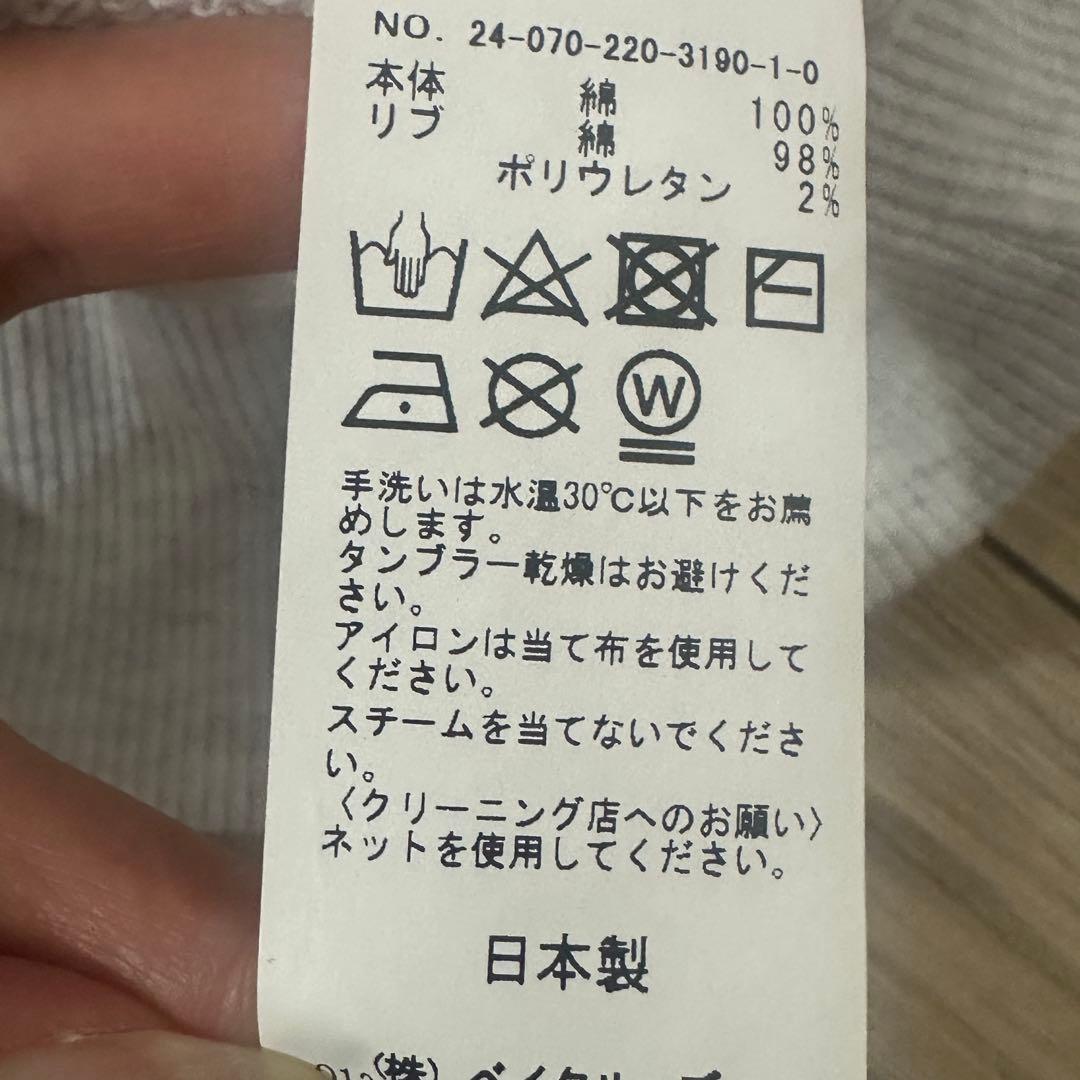 NO. 24-070-220-3190-1-0
本体 綿 100%
リブ 綿 98%
ポリウレタン 2%
W
手洗いは水温30℃以下をお薦
めします。
タンブラー乾燥はお避けくだ
さい。
アイロンは当て布を使用して
ください。
スチームを当てないでくださ
い。
〈クリーニング店へのお願い〉
ネットを使用してください。
日本製
(株)